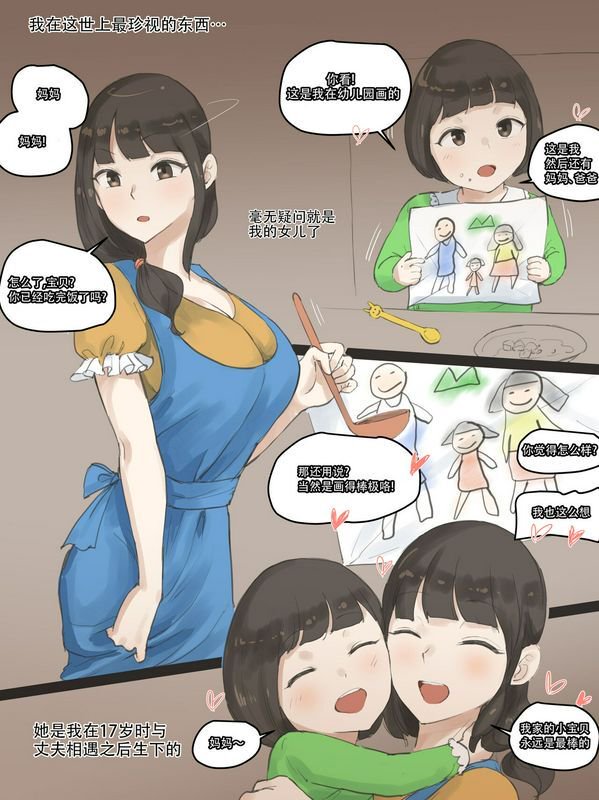 我在这世上最珍视的东西…
妈妈
妈妈!
你看!
这是我在幼儿园画的
这是我
然后还有
妈妈、爸爸
毫无疑问就是
我的女儿了
怎么了,宝贝?
你已经吃完饭了吗?
你觉得怎么样?
那还用说?
当然是画得棒极咯!
我也这么想
她是我在17岁时与
丈夫相遇之后生下的
妈妈～
我家的小宝贝
永远是最棒的